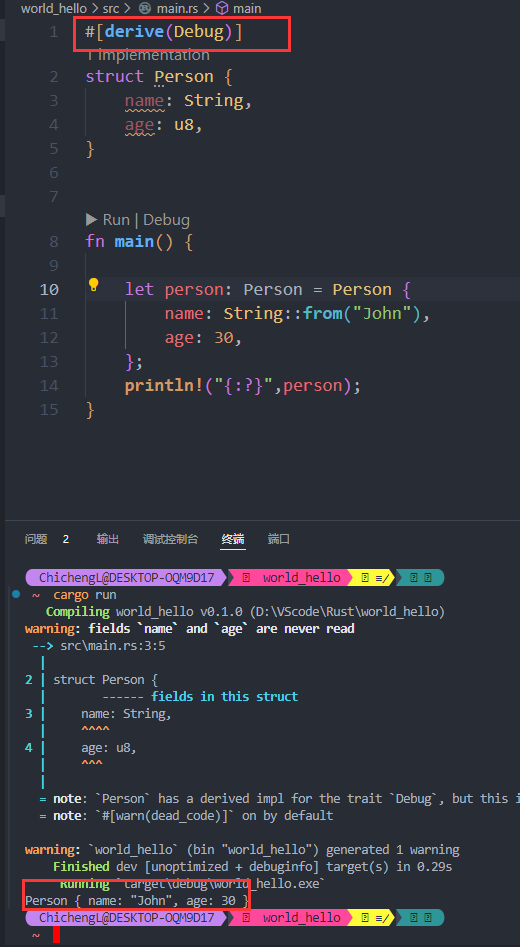 world_hello > src > main.rs > main
1 #[derive(Debug)]
1 implementation
2 struct Person {
3 name: String,
4 age: u8,
5 }
6
7
Run | Debug
8 fn main() {
9
10 let person: Person = Person {
11 name: String::from("John"),
12 age: 30,
13 };
14 println!("{:?}",person);
15 }
问题 2 输出 调试控制台 终端 端口
ChichengL@DESKTOP-OQM9D17 world_hello ≡/
~ cargo run
Compiling world_hello v0.1.0 (D:\VScode\Rust\world_hello)
warning: fields `name` and `age` are never read
--> src\main.rs:3:5
|
2 | struct Person {
| ------ fields in this struct
3 | name: String,
| ^^^^
4 | age: u8,
| ^^^
|
= note: `Person` has a derived impl for the trait `Debug`, but this i
= note: `#[warn(dead_code)]` on by default
warning: `world_hello` (bin "world_hello") generated 1 warning
Finished dev [unoptimized + debuginfo] target(s) in 0.29s
Running `target\debug\world_hello.exe`
Person { name: "John", age: 30 }
ChichengL@DESKTOP-OQM9D17 world_hello ≡/
~